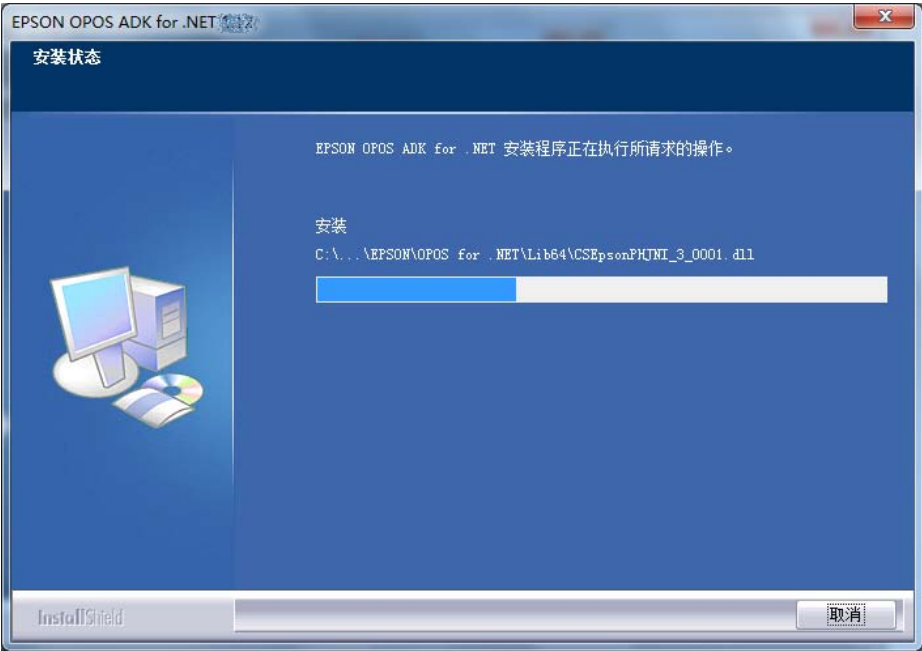 EPSON OPOS ADK for .NET
安装状态
EPSON OPOS ADK for .NET 安装程序正在执行所请求的操作。
安装
C:\...\EPSON\OPOS for .NET\Lib64\CSEpsonPHJNI_3_0001.dll
InstallShield
取消